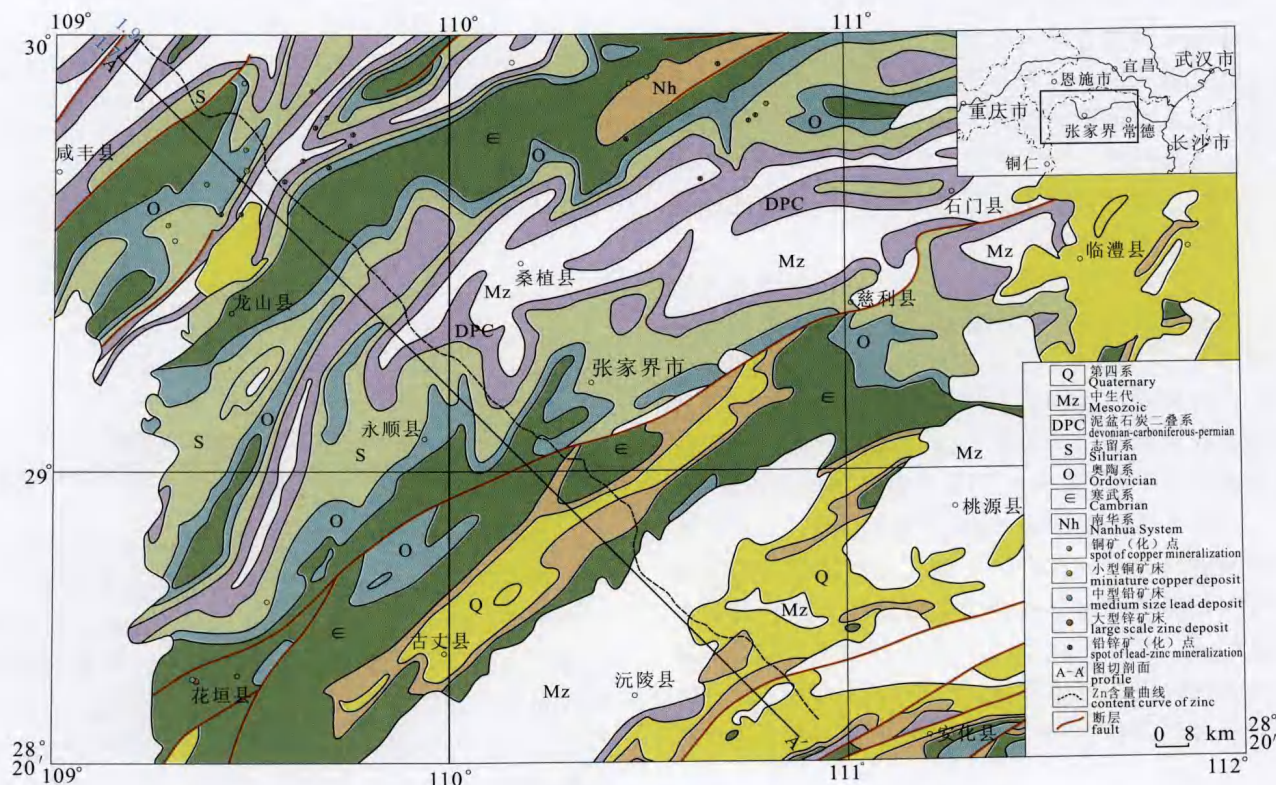 109°
110°
111°
30°
1.9
A
S
Nh
O
∈
咸丰县
O
O
DPC
石门县
Mz
Mz
临澧县
桑植县
龙山县
Mz
慈利县
DPC
O
张家界市
O
∈
永顺县
S
S
29°
∈
Mz
桃源县
O
O
Q
Q
Mz
∈
古丈县
花垣县
Mz
沅陵县
安化县
A'
28°
20′
109°
110°
111°
112°
28°
20′
宜昌
武汉市
恩施市
重庆市
张家界
常德
长沙市
铜仁
Q 第四系
Quaternary
Mz 中生代
Mesozoic
DPC 泥盆石炭二叠系
devonian-carboniferous-permian
S 志留系
Silurian
O 奥陶系
Ordovician
∈ 寒武系
Cambrian
Nh 南华系
Nanhua System
铜矿（化）点
spot of copper mineralization
小型铜矿床
miniature copper deposit
中型铅矿床
medium size lead deposit
大型锌矿床
large scale zinc deposit
铅锌矿（化）点
spot of lead-zinc mineralization
A-A′ 图切剖面
profile
Zn含量曲线
content curve of zinc
断层
fault
0 8 km